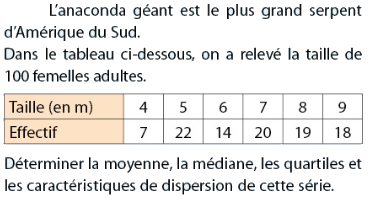 L'anaconda géant est le plus grand serpent
d'Amérique du Sud.
Dans le tableau ci-dessous, on a relevé la taille de
100 femelles adultes.
Taille (en m) 4 5 6 7 8 9
Effectif 7 22 14 20 19 18
Déterminer la moyenne, la médiane, les quartiles et
les caractéristiques de dispersion de cette série.